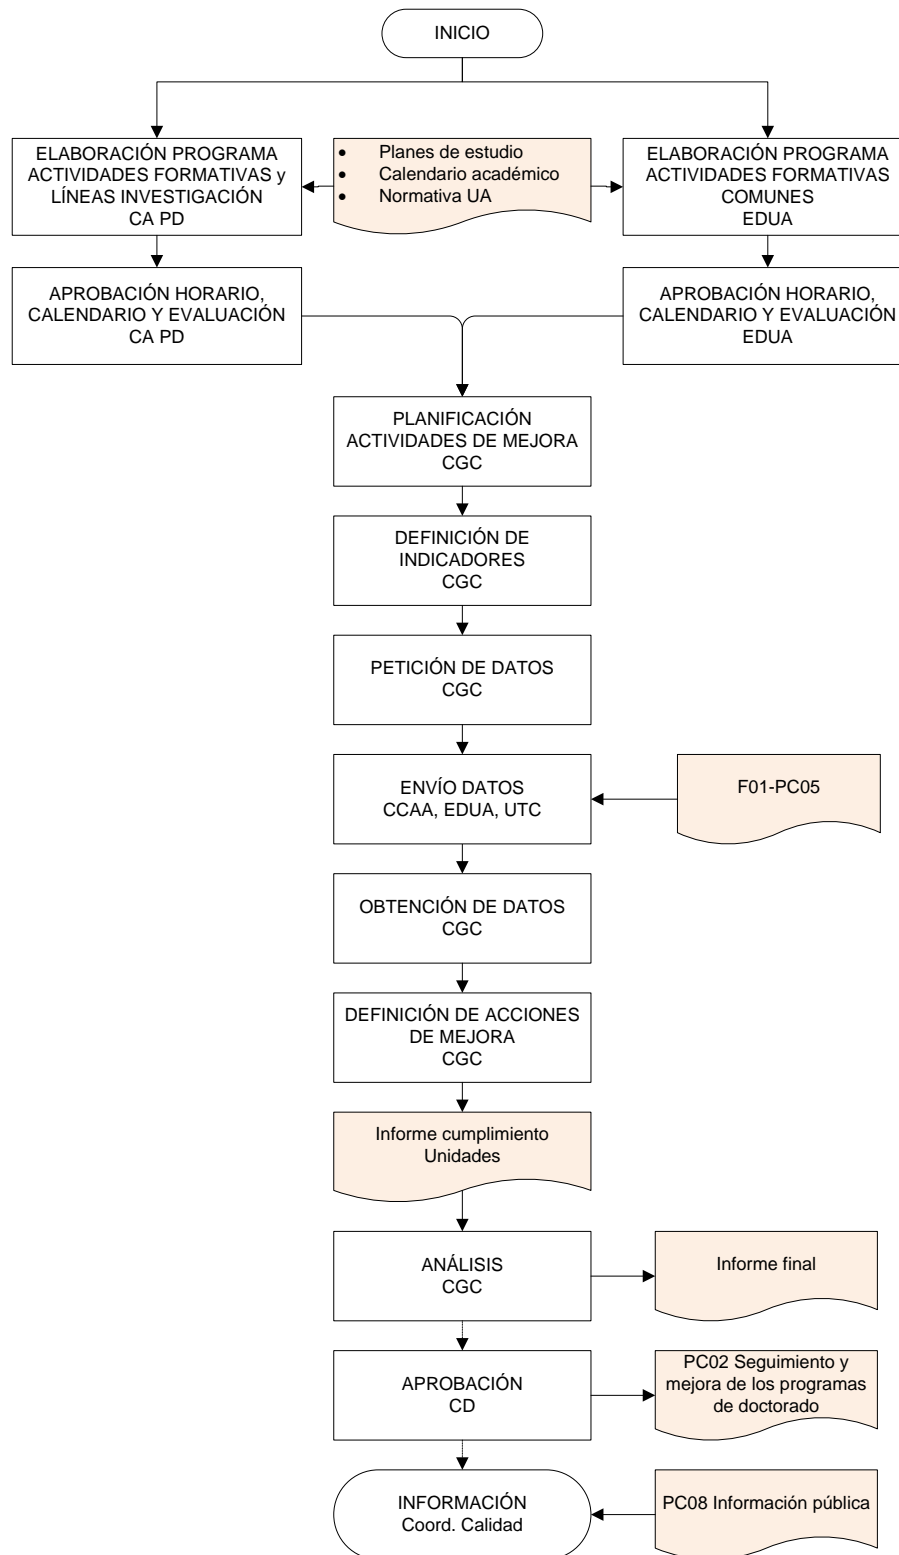 INICIO
ELABORACIÓN PROGRAMA
ACTIVIDADES FORMATIVAS y
LÍNEAS INVESTIGACIÓN
CA PD
• Planes de estudio
• Calendario académico
• Normativa UA
ELABORACIÓN PROGRAMA
ACTIVIDADES FORMATIVAS
COMUNES
EDUA
APROBACIÓN HORARIO,
CALENDARIO Y EVALUACIÓN
CA PD
APROBACIÓN HORARIO,
CALENDARIO Y EVALUACIÓN
EDUA
PLANIFICACIÓN
ACTIVIDADES DE MEJORA
CGC
DEFINICIÓN DE
INDICADORES
CGC
PETICIÓN DE DATOS
CGC
ENVÍO DATOS
CCAA, EDUA, UTC
F01-PC05
OBTENCIÓN DE DATOS
CGC
DEFINICIÓN DE ACCIONES
DE MEJORA
CGC
Informe cumplimiento
Unidades
ANÁLISIS
CGC
Informe final
APROBACIÓN
CD
PC02 Seguimiento y
mejora de los programas
de doctorado
INFORMACIÓN
Coord. Calidad
PC08 Información pública